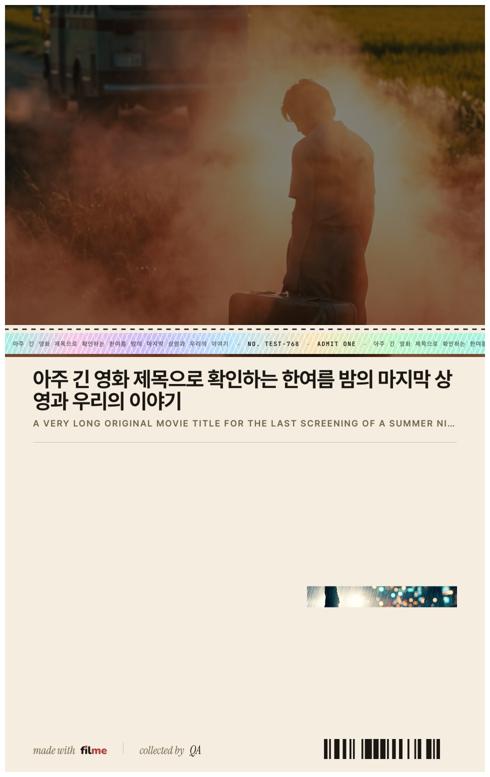 아주 긴 영화 제목으로 확인하는 한여름 밤의 마지막 상영과 우리의 이야기 NO. TEST-768 ADMIT ONE 아주 긴 영화 제목으로 확인하는 한여름
아주 긴 영화 제목으로 확인하는 한여름 밤의 마지막 상
영과 우리의 이야기
A VERY LONG ORIGINAL MOVIE TITLE FOR THE LAST SCREENING OF A SUMMER NI...
made with filme collected by QA